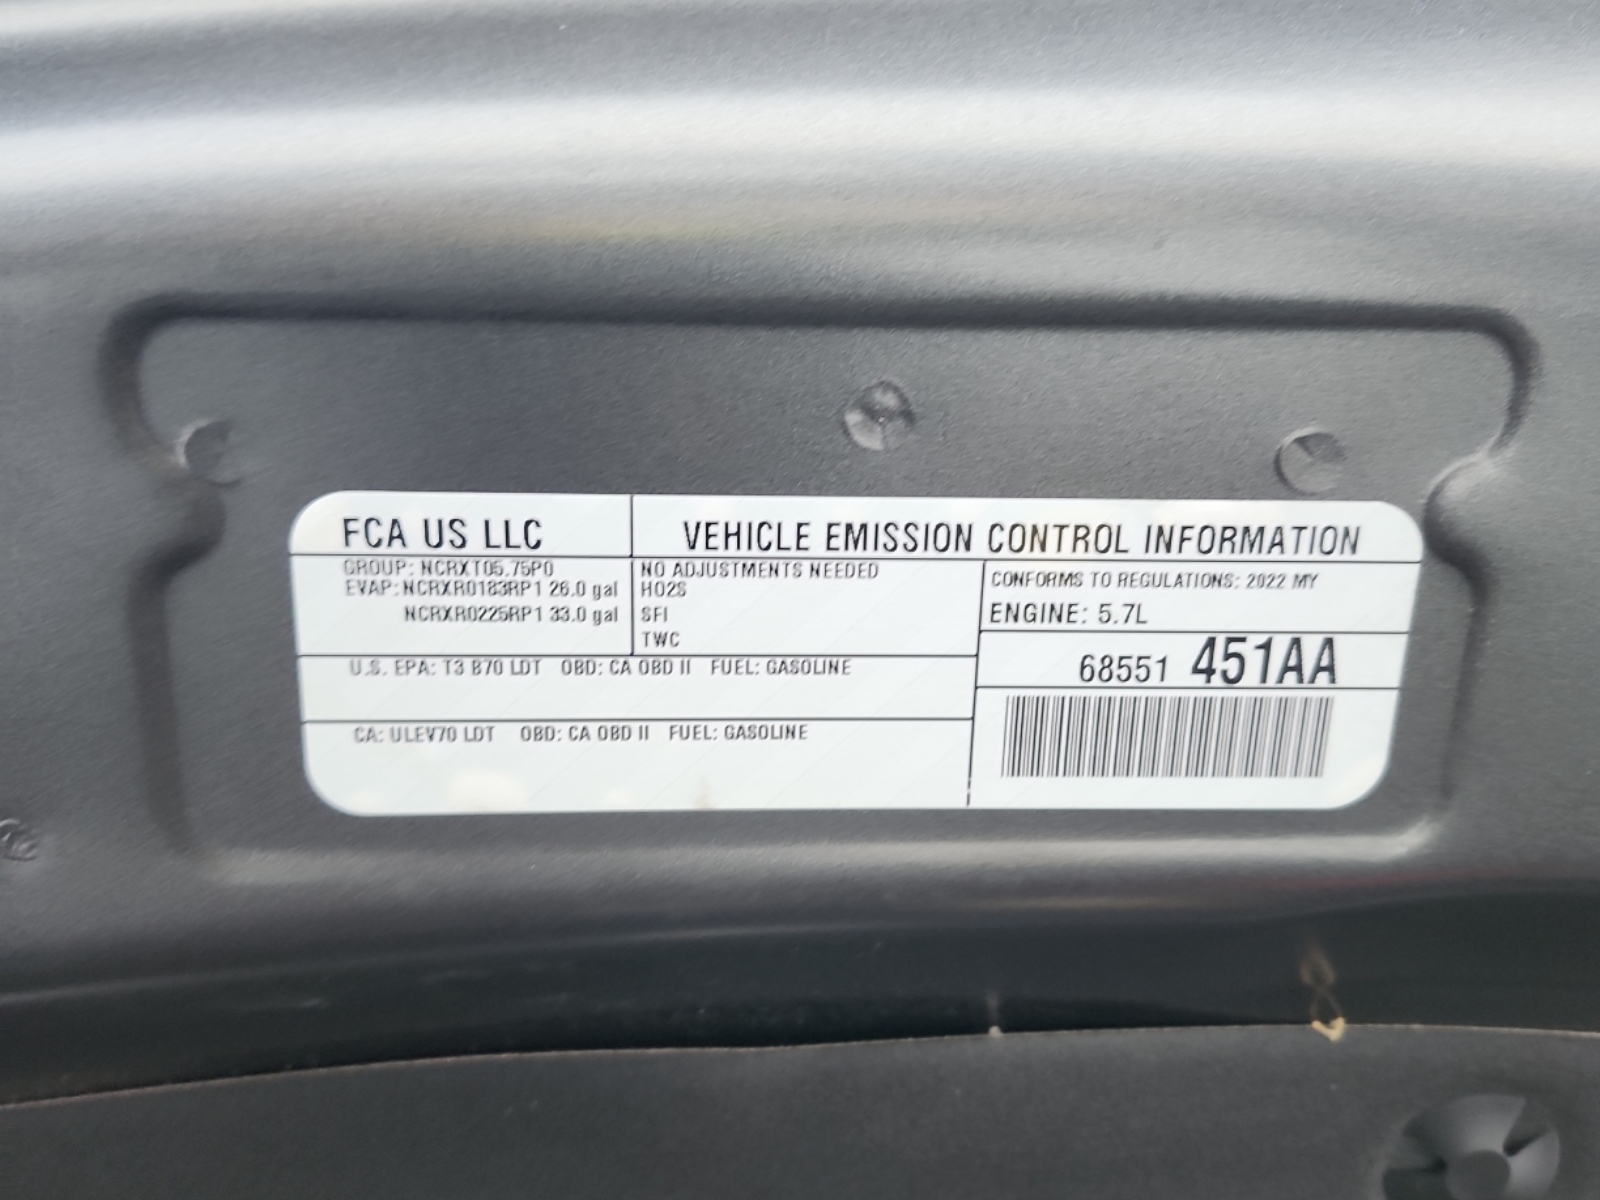 FCA US LLC
VEHICLE EMISSION CONTROL INFORMATION
GROUP: NCRXT05.75P0
EVAP: NCRXR0183RP1 26.0 gal
NCRXR0225RP1 33.0 gal
NO ADJUSTMENTS NEEDED
HO2S
SFI
TWC
CONFORMS TO REGULATIONS: 2022 MY
ENGINE: 5.7L
U.S. EPA: T3 B70 LDT OBD: CA OBD II FUEL: GASOLINE
68551 451AA
CA: ULEV70 LDT OBD: CA OBD II FUEL: GASOLINE